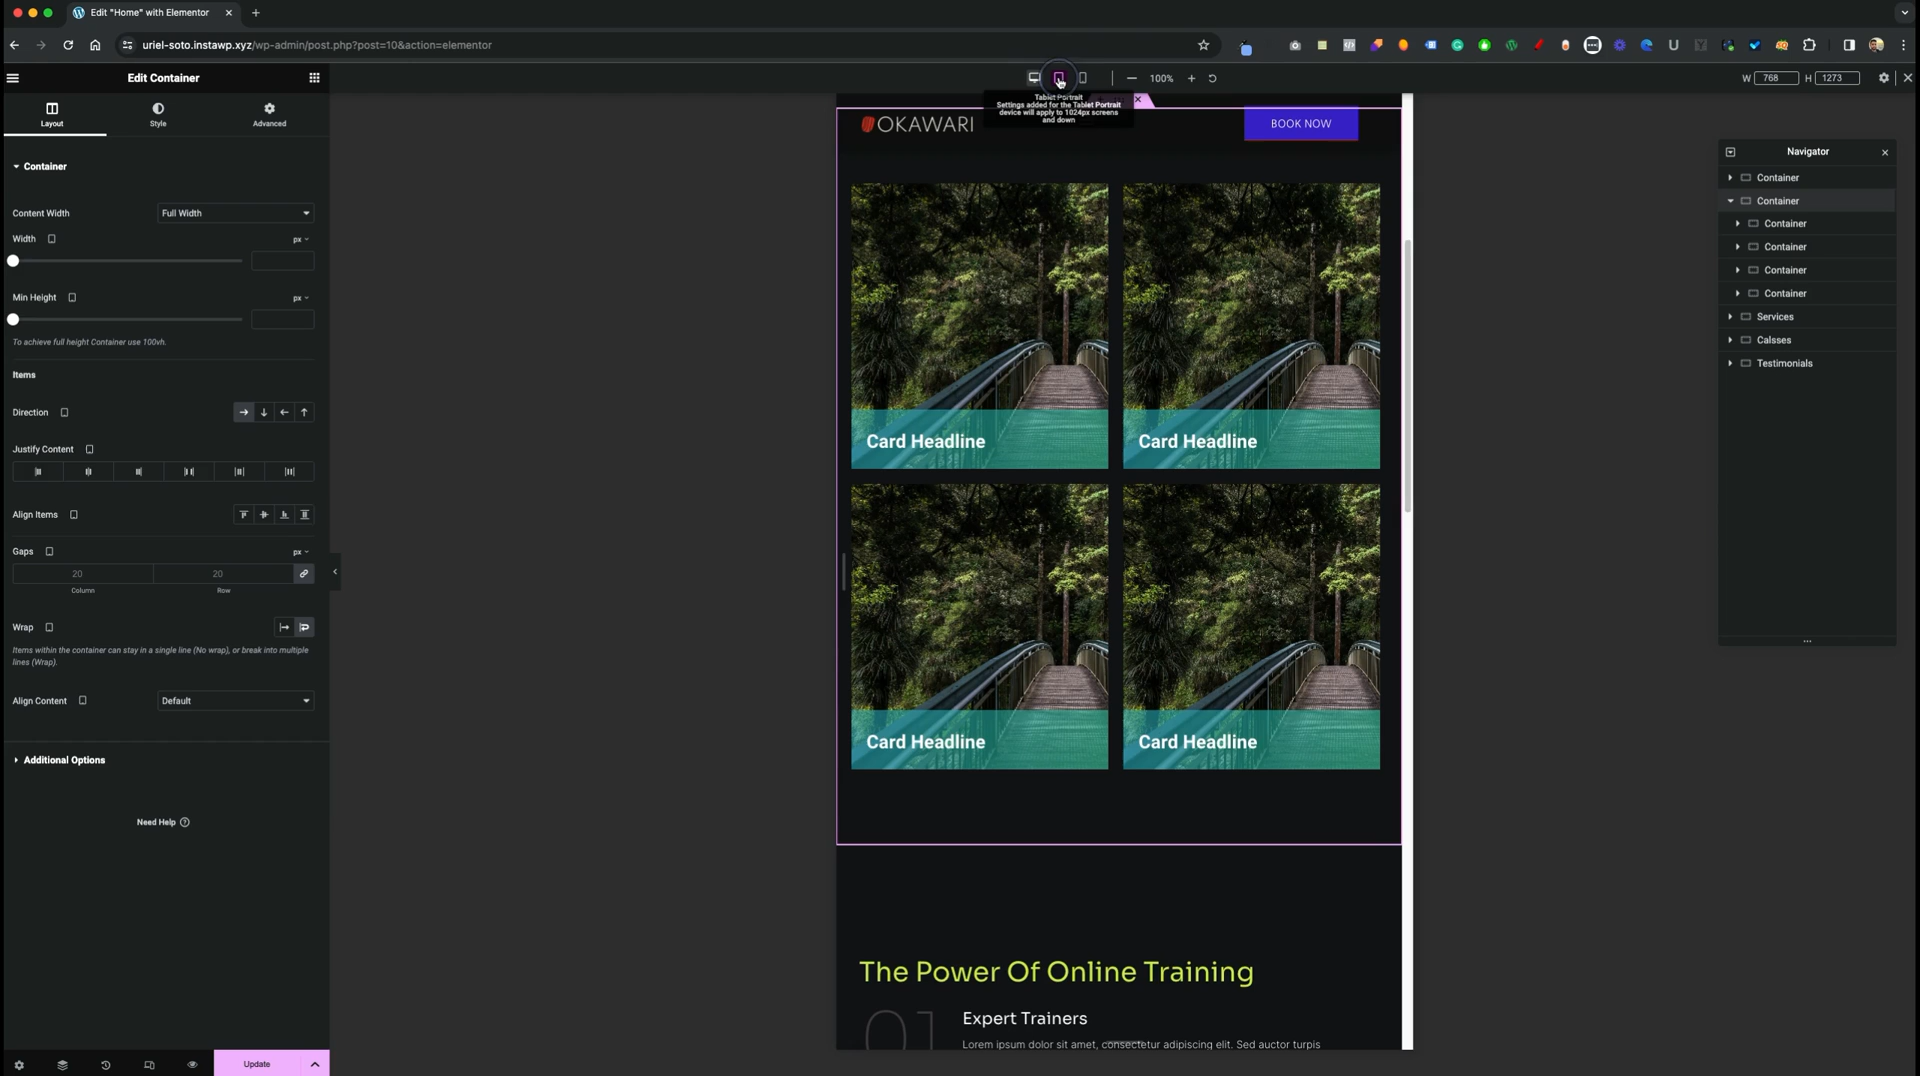 Edit "Home" with Elementor
uriel-soto.instawp.xyz/wp-admin/post.php?post=10&action=elementor
Edit Container
100%
W 768 H 1273
Layout
Style
Advanced
Tablet Portrait
Settings added for the Tablet Portrait
device will apply to 1024px screens
and down
OKAWARI
BOOK NOW
Container
Content Width
Full Width
Width
px
Min Height
px
To achieve full height Container use 100vh.
Items
Direction
Justify Content
Align Items
Gaps
px
20
20
Column
Row
Wrap
Items within the container can stay in a single line (No wrap), or break into multiple
lines (Wrap).
Align Content
Default
Additional Options
Need Help
Update
Card Headline
Card Headline
Card Headline
Card Headline
The Power Of Online Training
01
Expert Trainers
Lorem ipsum dolor sit amet, consectetur adipiscing elit. Sed auctor turpis
Navigator
Container
Container
Container
Container
Container
Container
Services
Calsses
Testimonials